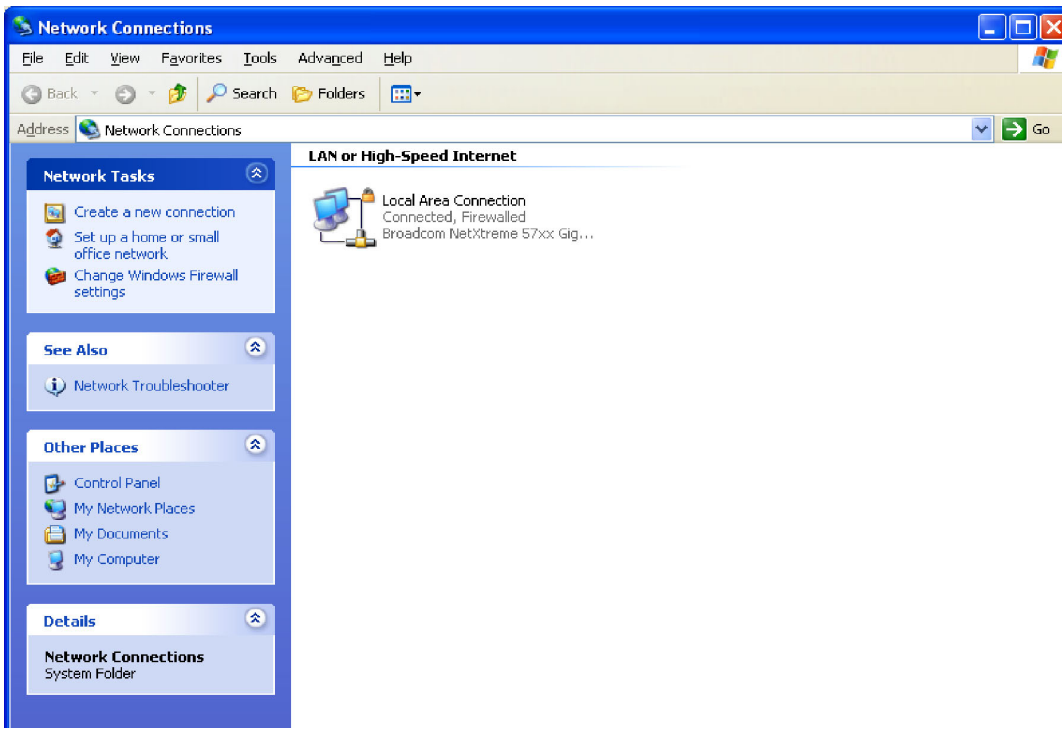 Network Connections
File Edit View Favorites Tools Advanced Help
Back Search Folders
Address Network Connections Go
Network Tasks
Create a new connection
Set up a home or small
office network
Change Windows Firewall
settings
See Also
Network Troubleshooter
Other Places
Control Panel
My Network Places
My Documents
My Computer
Details
Network Connections
System Folder
LAN or High-Speed Internet
Local Area Connection
Connected, Firewalled
Broadcom NetXtreme 57xx Gig...